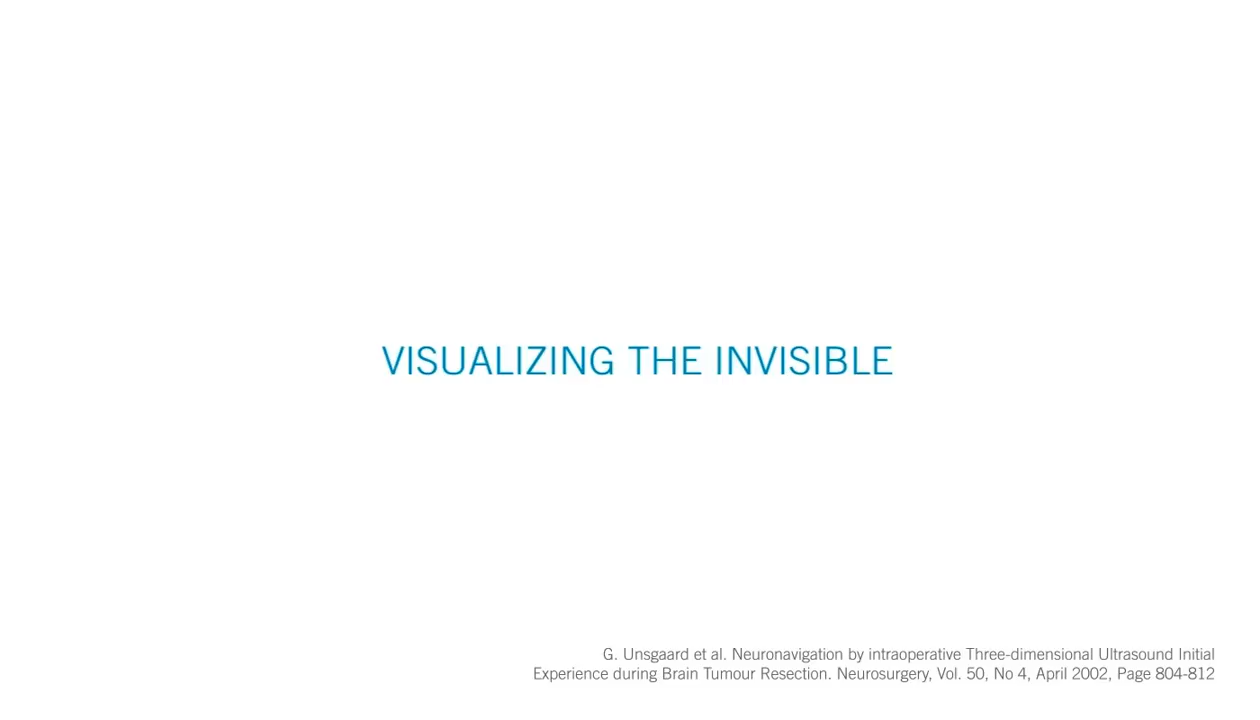 VISUALIZING THE INVISIBLE
G. Unsgaard et al. Neuronavigation by intraoperative Three-dimensional Ultrasound Initial
Experience during Brain Tumour Resection. Neurosurgery, Vol. 50, No 4, April 2002, Page 804-812